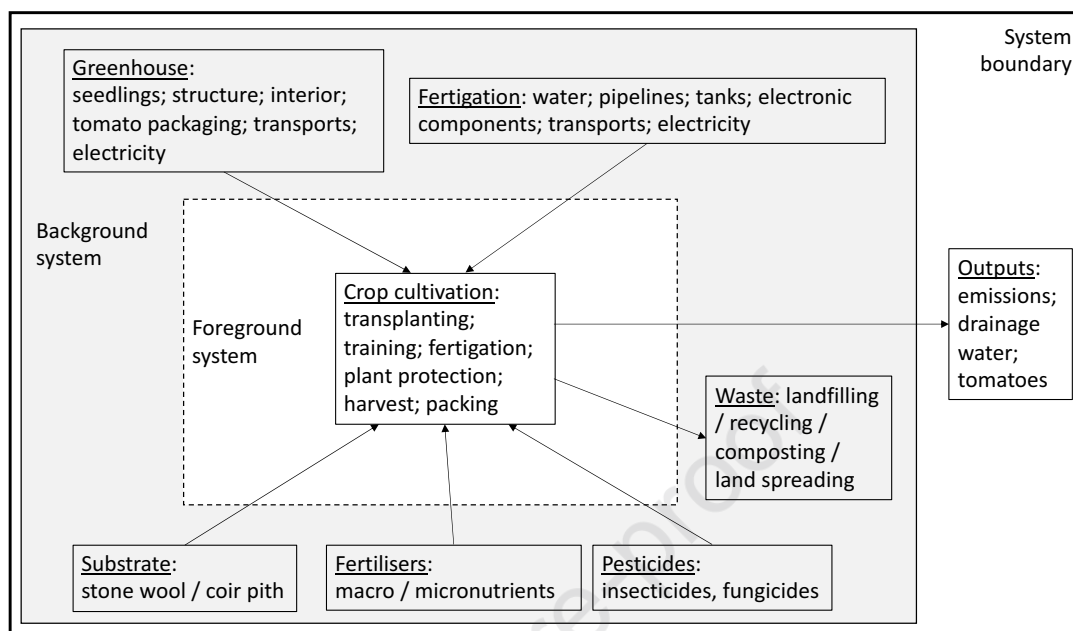 System
boundary
Greenhouse:
seedlings; structure; interior;
tomato packaging; transports;
electricity
Fertigation: water; pipelines; tanks; electronic
components; transports; electricity
Background
system
Foreground
system
Crop cultivation:
transplanting;
training; fertigation;
plant protection;
harvest; packing
Outputs:
emissions;
drainage
water;
tomatoes
Waste: landfilling
/ recycling /
composting /
land spreading
Substrate:
stone wool / coir pith
Fertilisers:
macro / micronutrients
Pesticides:
insecticides, fungicides
re-proof